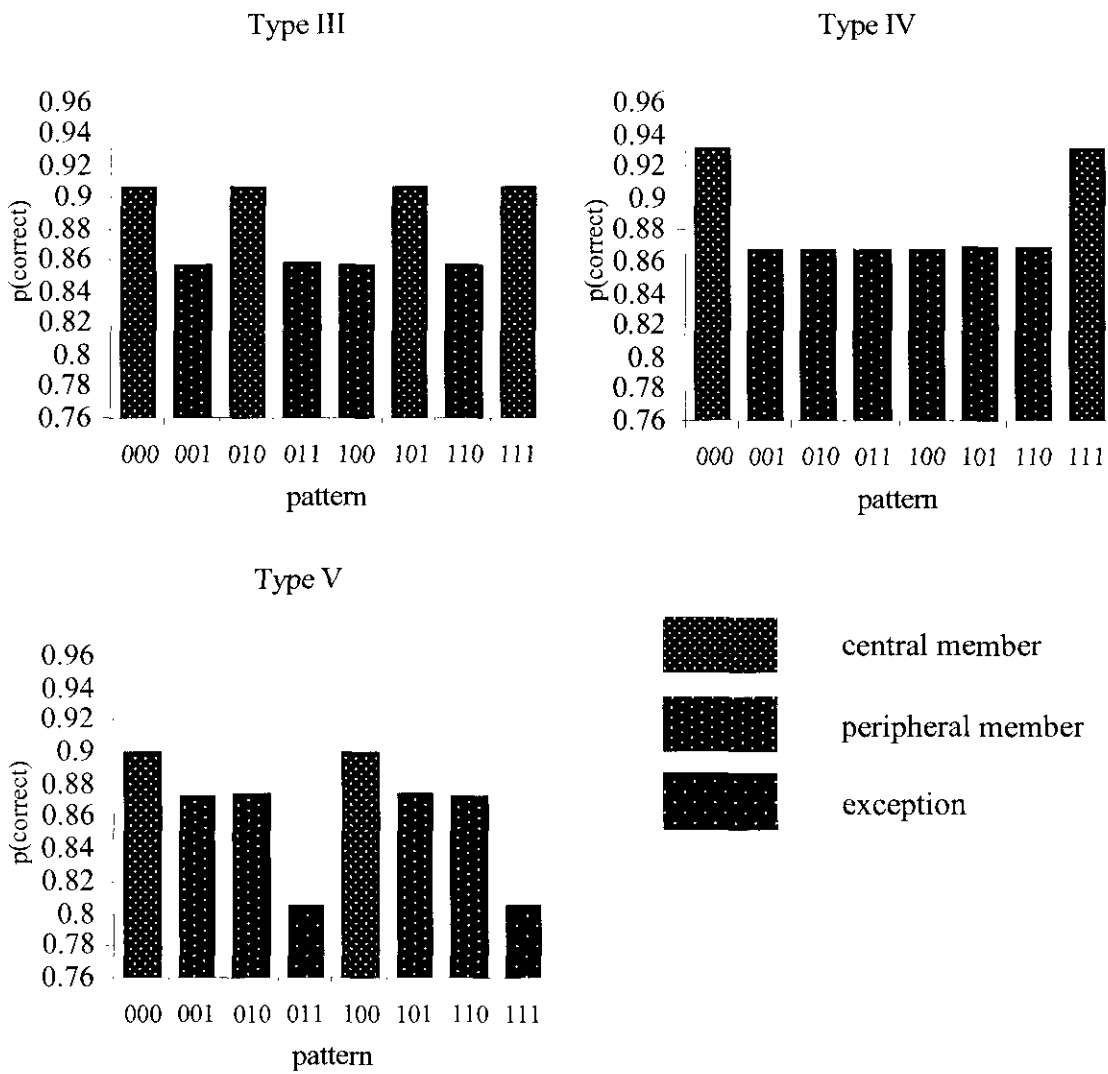 Type III
0.96
0.94
0.92
0.9
0.88
0.86
0.84
0.82
0.8
0.78
0.76
p(correct)
000 001 010 011 100 101 110 111
pattern
Type IV
0.96
0.94
0.92
0.9
0.88
0.86
0.84
0.82
0.8
0.78
0.76
p(correct)
000 001 010 011 100 101 110 111
pattern
Type V
0.96
0.94
0.92
0.9
0.88
0.86
0.84
0.82
0.8
0.78
0.76
p(correct)
000 001 010 011 100 101 110 111
pattern
central member
peripheral member
exception